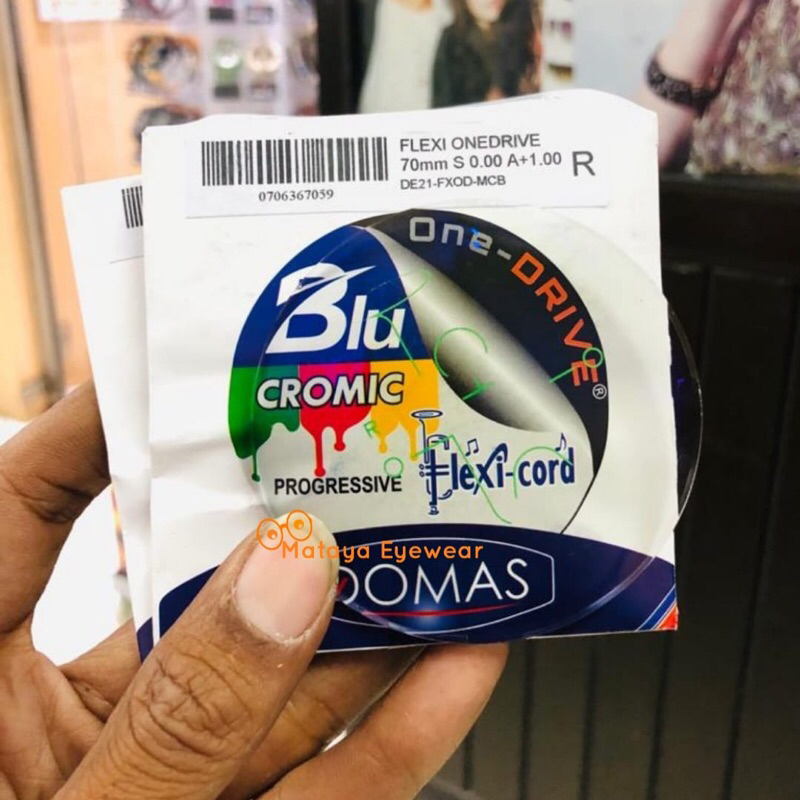 FLEXI ONEDRIVE
70mm S 0.00 A+1.00 R
DE21-FXOD-MCB
0706367059
One-DRIVE®
Blu
CROMIC
PROGRESSIVE
Flexi-cord
Mataya Eyewear
DOMAS